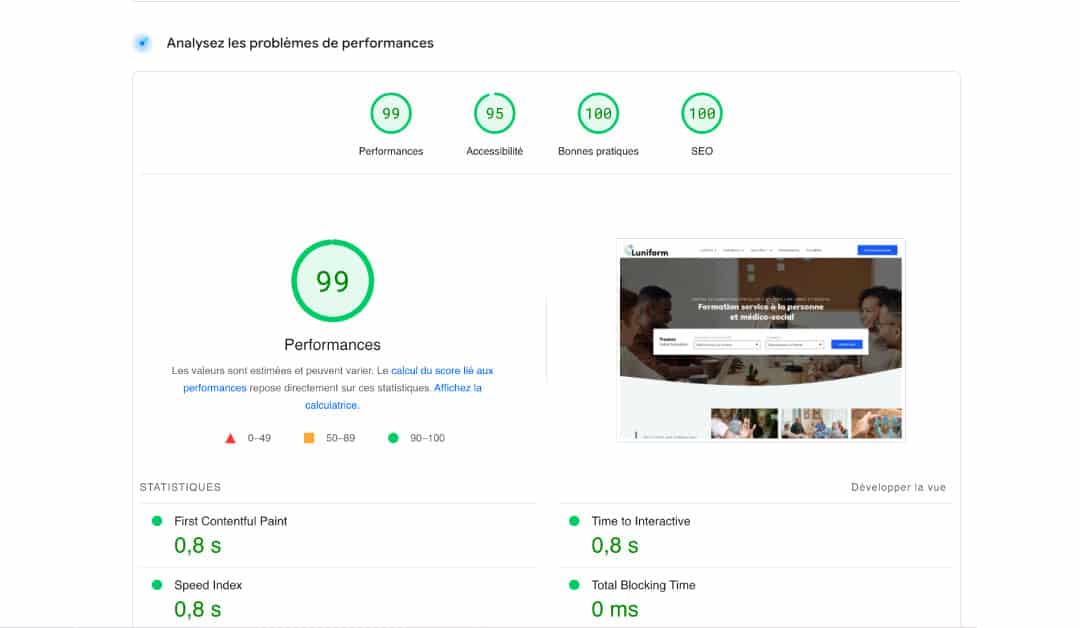 Analysez les problèmes de performances
99
95
100
100
Performances
Accessibilité
Bonnes pratiques
SEO
99
Performances
Les valeurs sont estimées et peuvent varier. Le calcul du score lié aux
performances repose directement sur ces statistiques. Affichez la
calculatrice.
0–49
50–89
90–100
Luniform
Formation service à la personne
et médico-social
STATISTIQUES
Développer la vue
First Contentful Paint
0,8 s
Time to Interactive
0,8 s
Speed Index
0,8 s
Total Blocking Time
0 ms